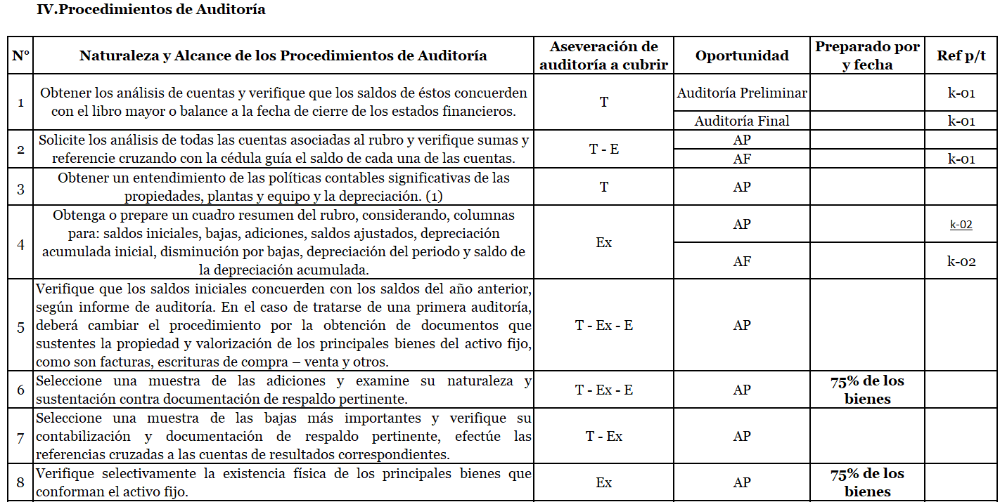 IV.Procedimientos de Auditoría
N° Naturaleza y Alcance de los Procedimientos de Auditoría Aseveración de auditoría a cubrir Oportunidad Preparado por y fecha Ref p/t
1
Obtener los análisis de cuentas y verifique que los saldos de éstos concuerden
con el libro mayor o balance a la fecha de cierre de los estados financieros.
T
Auditoría Preliminar k-01
Auditoría Final k-01
2
Solicite los análisis de todas las cuentas asociadas al rubro y verifique sumas y
referencie cruzando con la cédula guía el saldo de cada una de las cuentas.
T - E
AP
AF k-01
3
Obtener un entendimiento de las políticas contables significativas de las
propiedades, plantas y equipo y la depreciación. (1)
T
AP
4
Obtenga o prepare un cuadro resumen del rubro, considerando, columnas
para: saldos iniciales, bajas, adiciones, saldos ajustados, depreciación
acumulada inicial, disminución por bajas, depreciación del periodo y saldo de
la depreciación acumulada.
Ex
AP k-02
AF k-02
5
Verifique que los saldos iniciales concuerden con los saldos del año anterior,
según informe de auditoría. En el caso de tratarse de una primera auditoría,
deberá cambiar el procedimiento por la obtención de documentos que
sustentes la propiedad y valorización de los principales bienes del activo fijo,
como son facturas, escrituras de compra – venta y otros.
T - Ex - E
AP
6
Seleccione una muestra de las adiciones y examine su naturaleza y
sustentación contra documentación de respaldo pertinente.
T - Ex - E
AP
75% de los
bienes
7
Seleccione una muestra de las bajas más importantes y verifique su
contabilización y documentación de respaldo pertinente, efectúe las
referencias cruzadas a las cuentas de resultados correspondientes.
T - Ex
AP
8
Verifique selectivamente la existencia física de los principales bienes que
conforman el activo fijo.
Ex
AP
75% de los
bienes